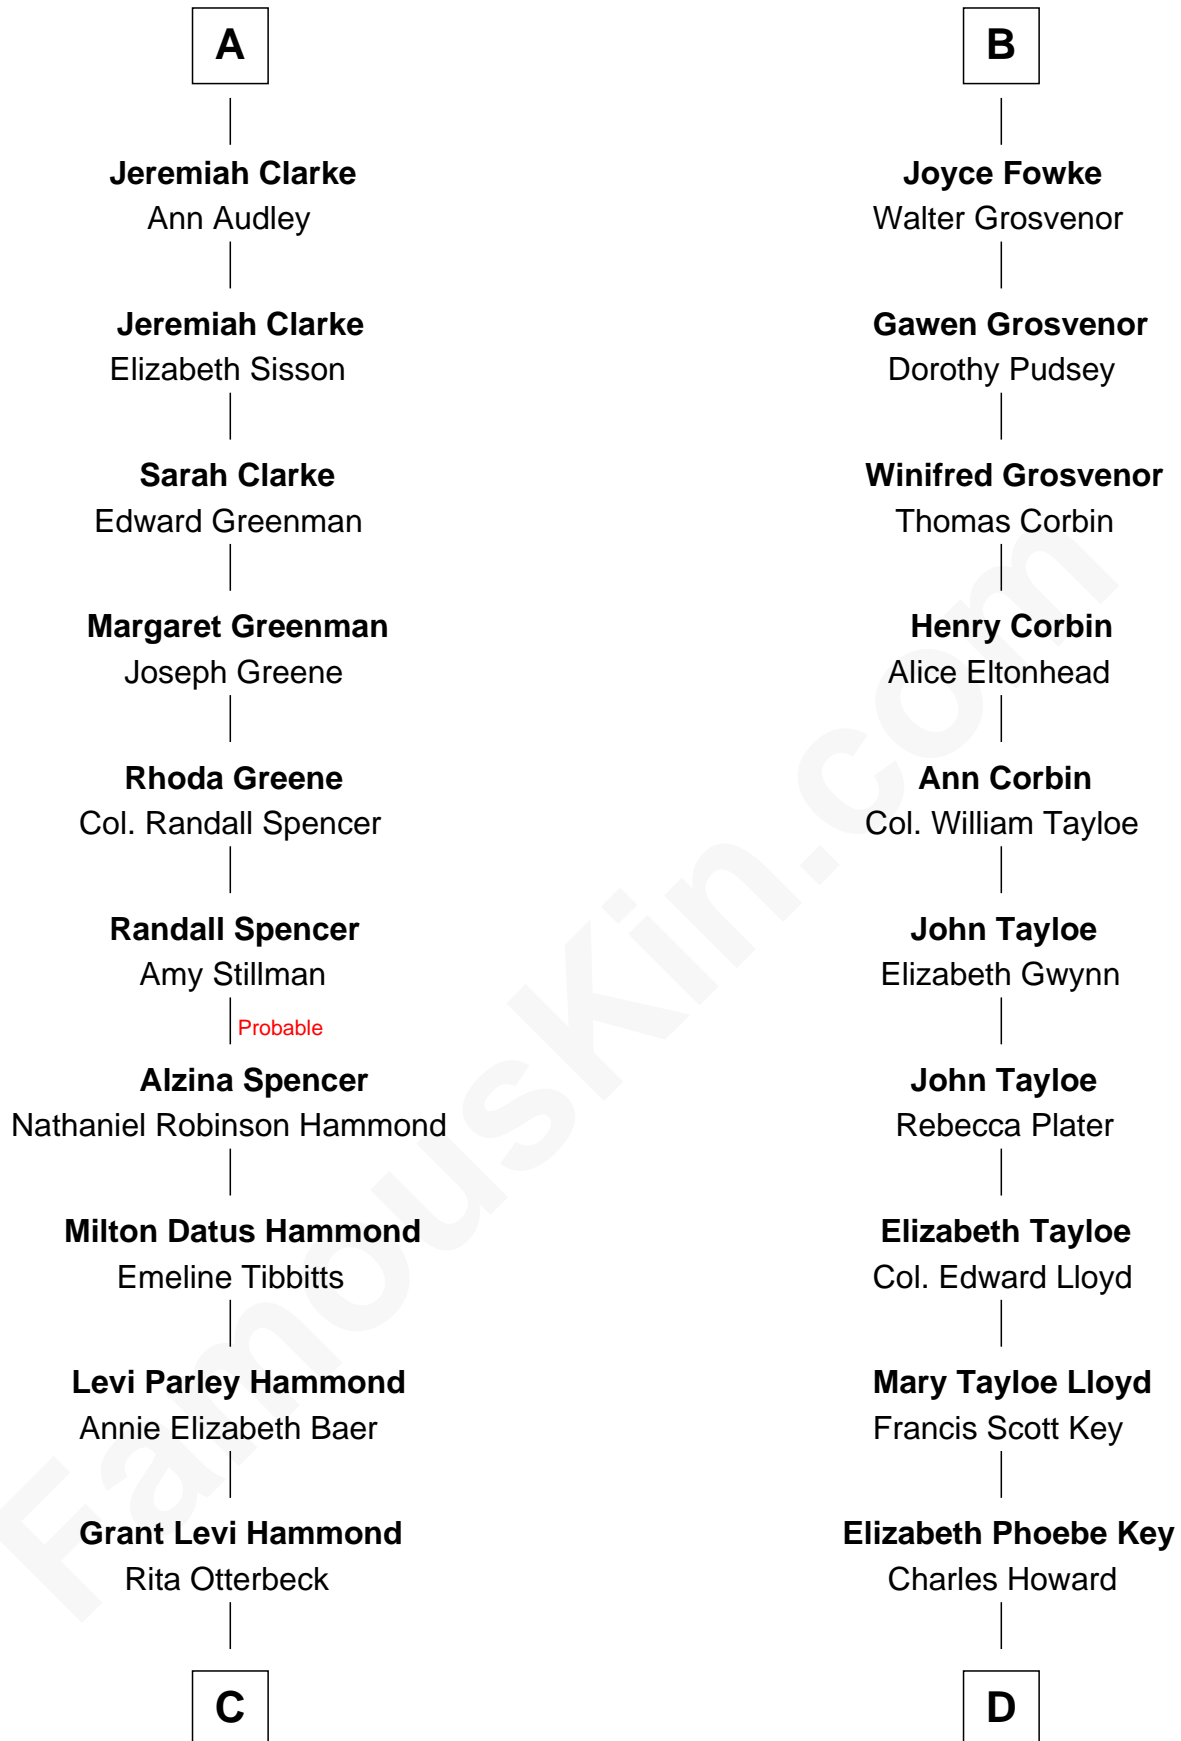 A
Jeremiah Clarke
Ann Audley
Jeremiah Clarke
Elizabeth Sisson
Sarah Clarke
Edward Greenman
Margaret Greenman
Joseph Greene
Rhoda Greene
Col. Randall Spencer
Randall Spencer
Amy Stillman
Probable
Alzina Spencer
Nathaniel Robinson Hammond
Milton Datus Hammond
Emeline Tibbitts
Levi Parley Hammond
Annie Elizabeth Baer
Grant Levi Hammond
Rita Otterbeck
C
B
Joyce Fowke
Walter Grosvenor
Gawen Grosvenor
Dorothy Pudsey
Winifred Grosvenor
Thomas Corbin
Henry Corbin
Alice Eltonhead
Ann Corbin
Col. William Tayloe
John Tayloe
Elizabeth Gwynn
John Tayloe
Rebecca Plater
Elizabeth Tayloe
Col. Edward Lloyd
Mary Tayloe Lloyd
Francis Scott Key
Elizabeth Phoebe Key
Charles Howard
D
FamousKin.com